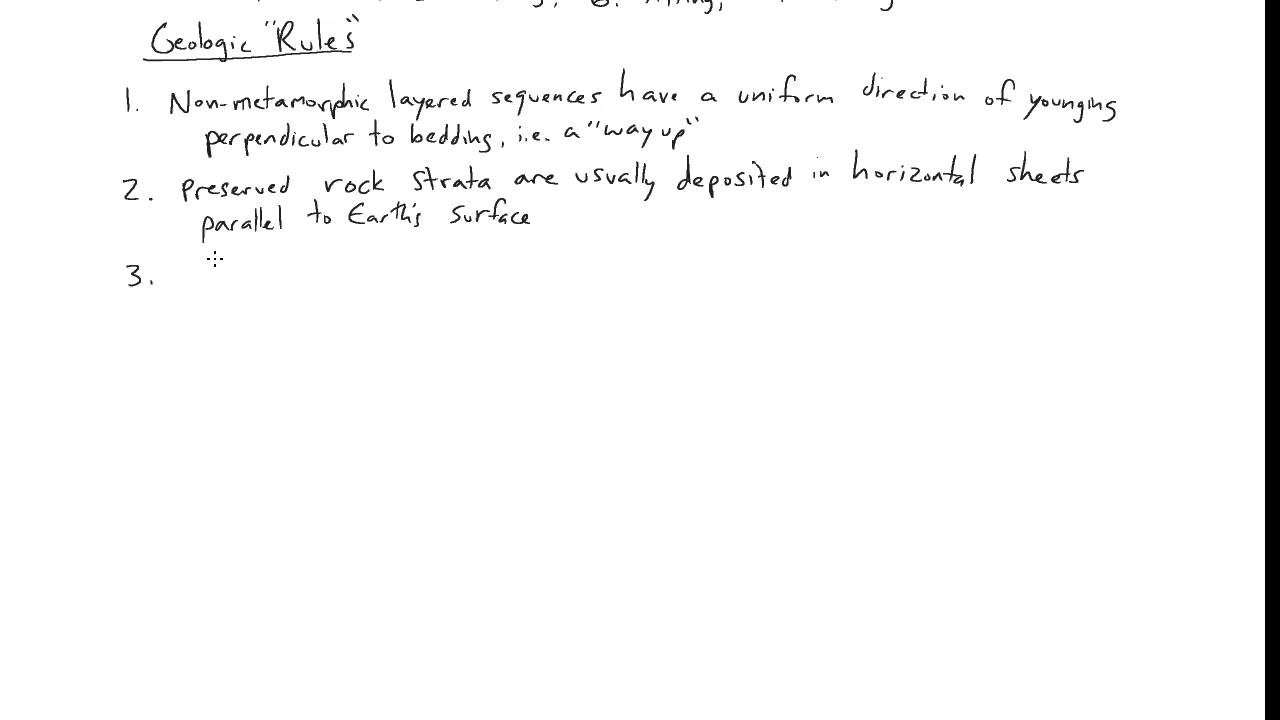 Geologic "Rules"
1. Non-metamorphic layered sequences have a uniform direction of younging
perpendicular to bedding, i.e. a "way up"
2. Preserved rock strata are usually deposited in horizontal sheets
parallel to Earth's surface
3.